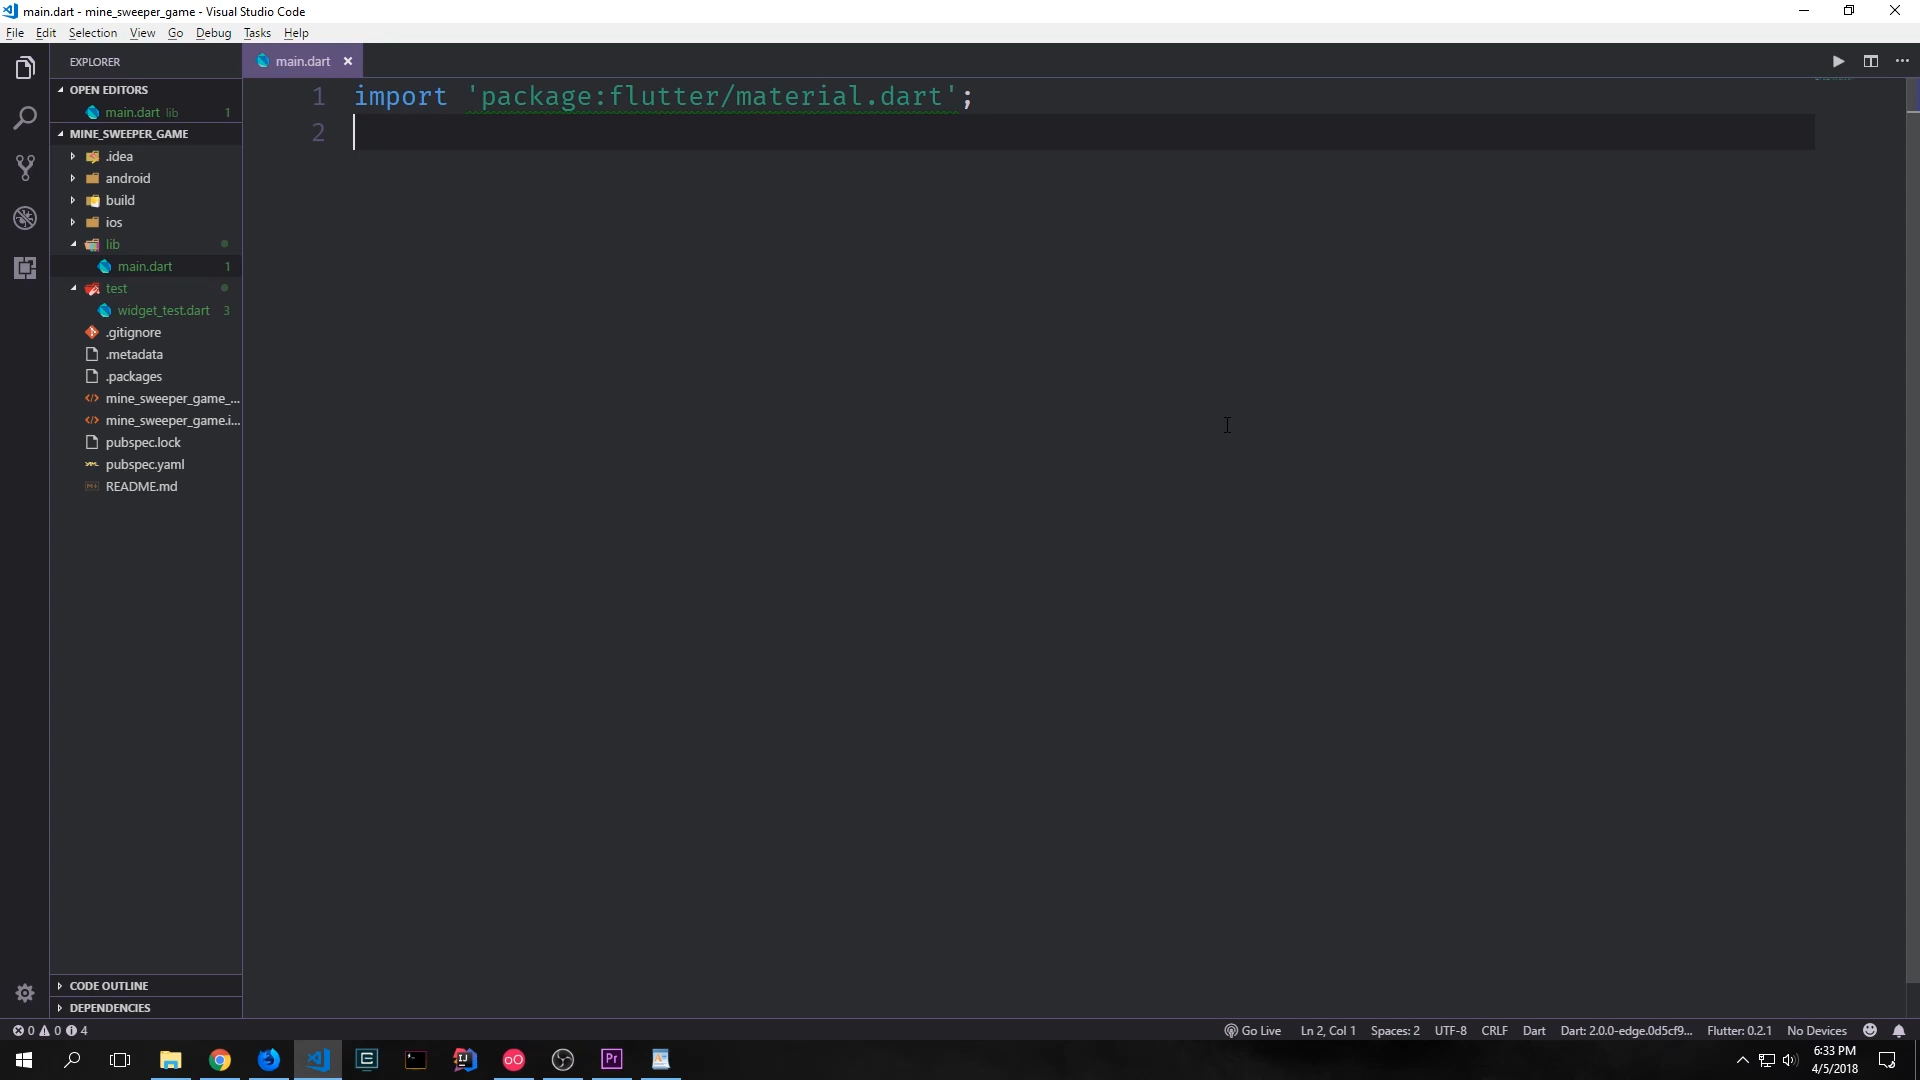 main.dart - mine_sweeper_game - Visual Studio Code
File Edit Selection View Go Debug Tasks Help
EXPLORER
main.dart
OPEN EDITORS
main.dart lib 1
MINE_SWEEPER_GAME
.idea
android
build
ios
lib
main.dart 1
test
widget_test.dart 3
.gitignore
.metadata
.packages
mine_sweeper_game_...
mine_sweeper_game.i...
pubspec.lock
pubspec.yaml
README.md
CODE OUTLINE
DEPENDENCIES
1 import 'package:flutter/material.dart';
2
0 0 4
Go Live Ln 2, Col 1 Spaces: 2 UTF-8 CRLF Dart Dart: 2.0.0-edge.0d5cf9... Flutter: 0.2.1 No Devices
6:33 PM
4/5/2018